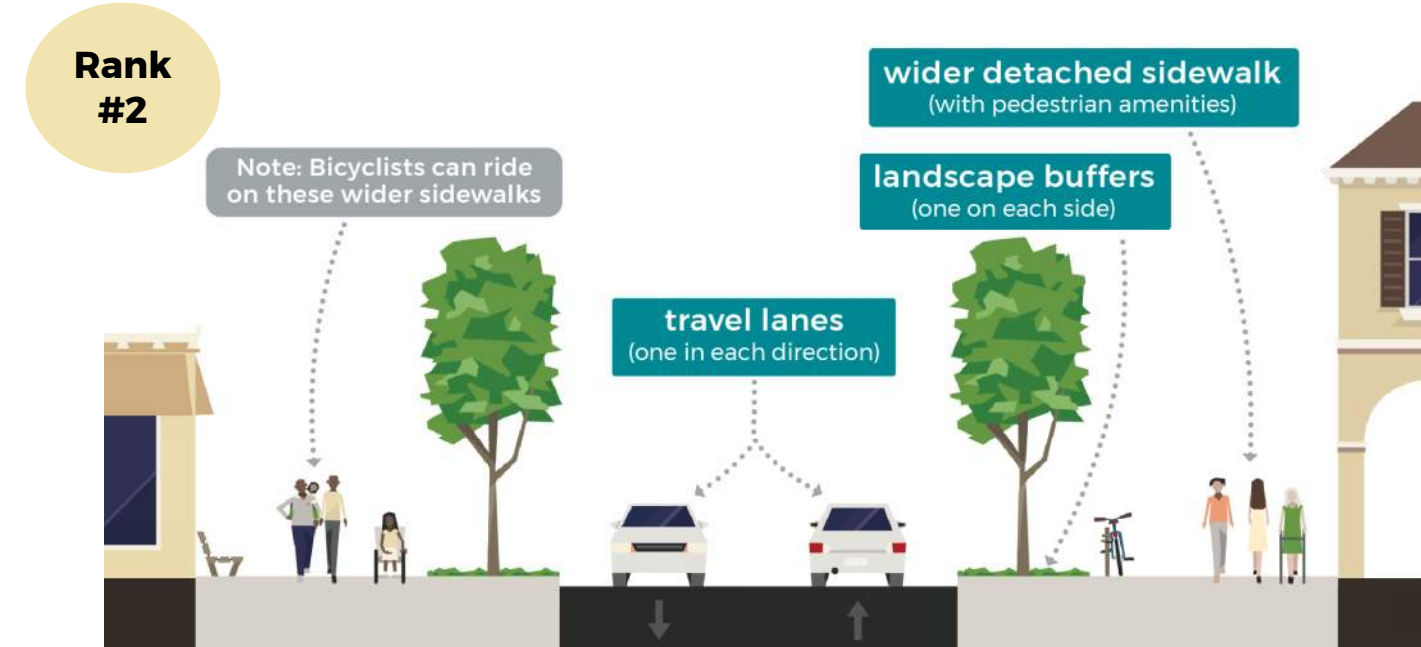 Rank
#2
wider detached sidewalk
(with pedestrian amenities)
Note: Bicyclists can ride
on these wider sidewalks
landscape buffers
(one on each side)
travel lanes
(one in each direction)